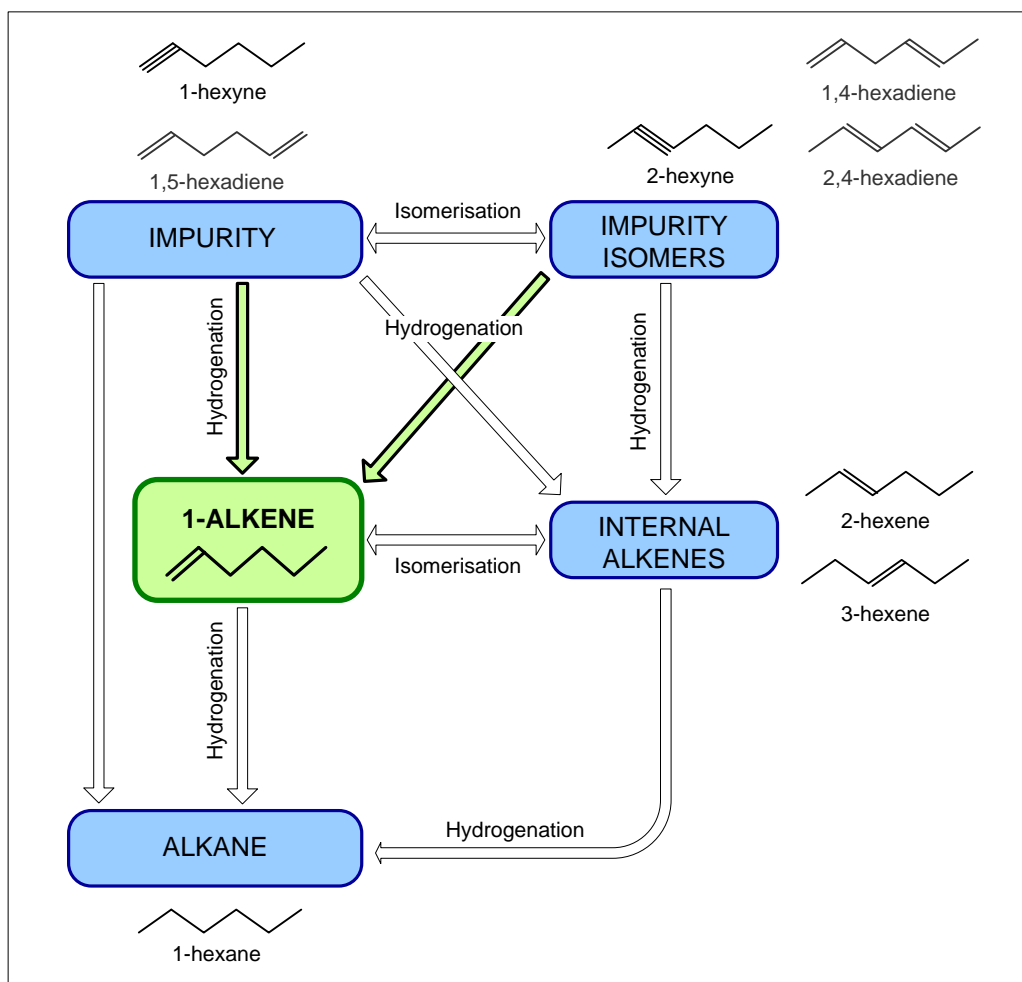 1-hexyne
1,4-hexadiene
1,5-hexadiene
2-hexyne
2,4-hexadiene
IMPURITY
Isomerisation
IMPURITY
ISOMERS
Hydrogenation
Hydrogenation
Hydrogenation
1-ALKENE
Isomerisation
INTERNAL
ALKENES
2-hexene
3-hexene
Hydrogenation
ALKANE
Hydrogenation
1-hexane